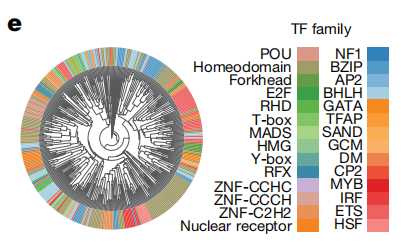 e
TF family
POU NF1
Homeodomain BZIP
Forkhead AP2
E2F BHLH
RHD GATA
T-box TFAP
MADS SAND
HMG GCM
Y-box DM
RFX CP2
ZNF-CCHC MYB
ZNF-CCCH IRF
ZNF-C2H2 ETS
Nuclear receptor HSF